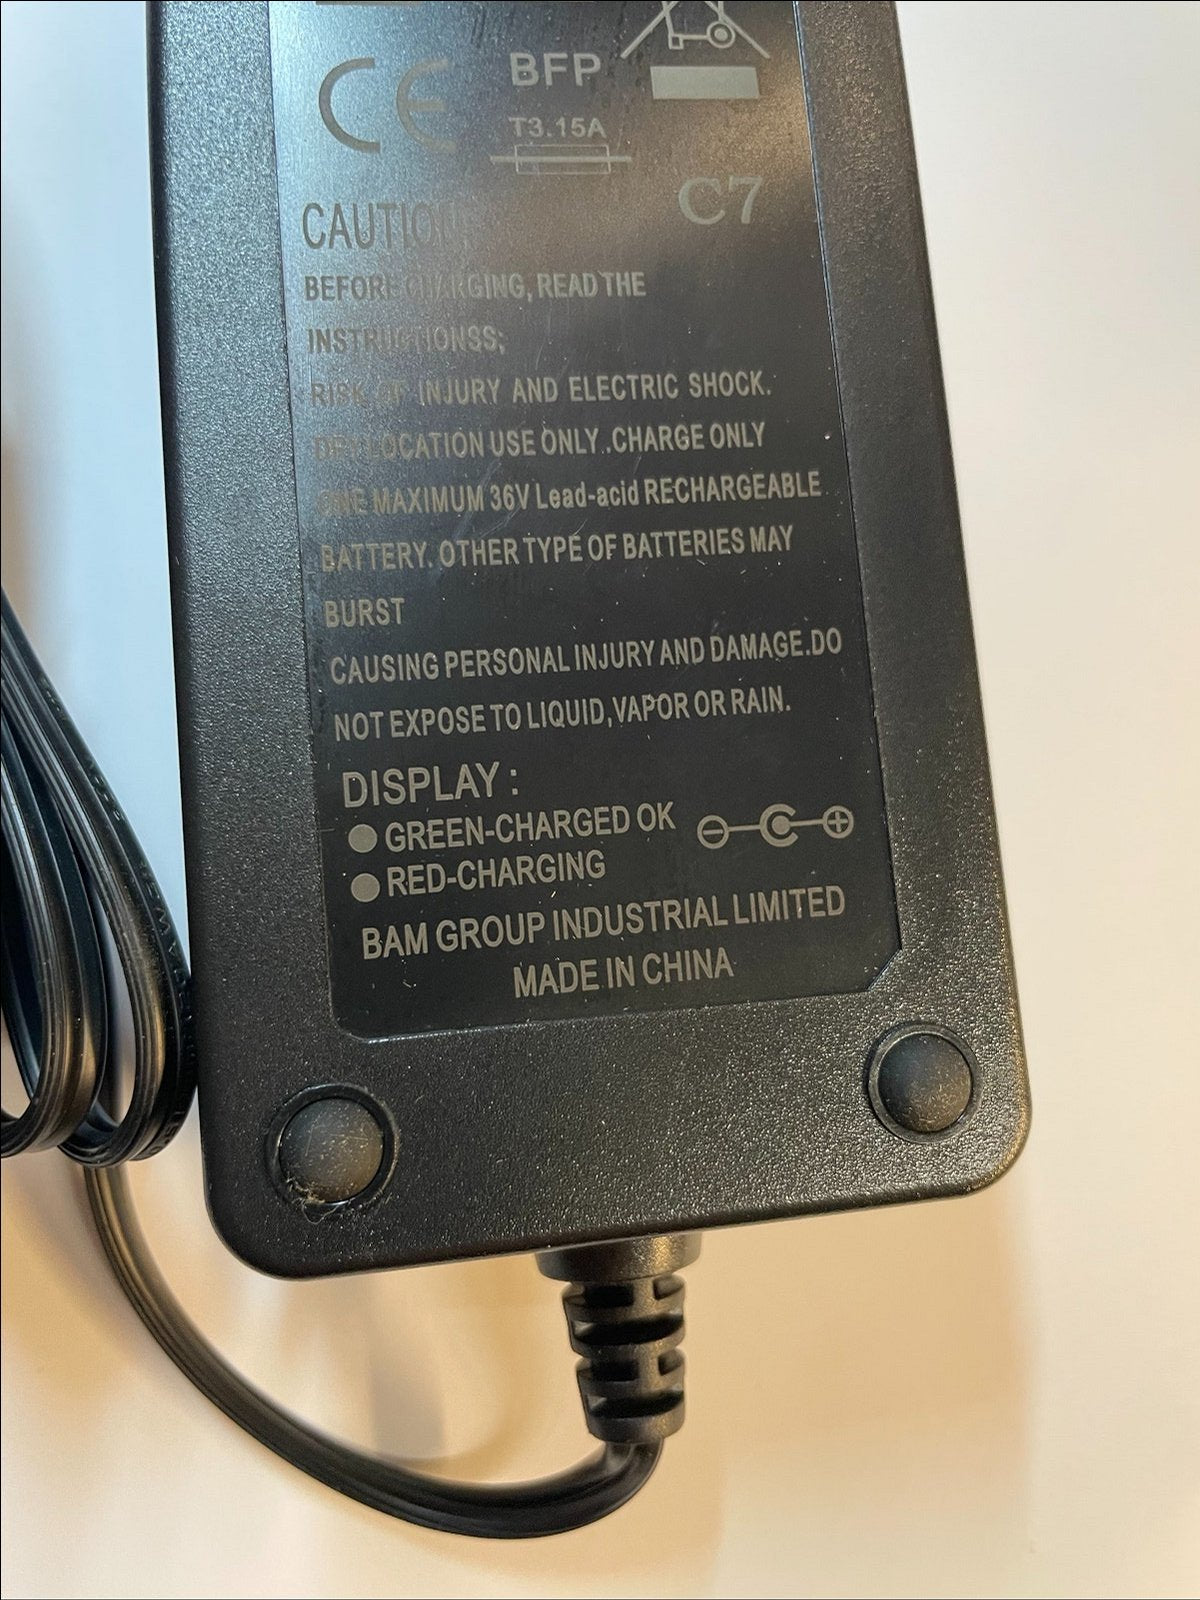 CE
BFP
T3.15A
C7
CAUTION
BEFORE CHARGING, READ THE
INSTRUCTIONSS;
RISK OF INJURY AND ELECTRIC SHOCK.
DRY LOCATION USE ONLY .CHARGE ONLY
ONE MAXIMUM 36V Lead-acid RECHARGEABLE
BATTERY. OTHER TYPE OF BATTERIES MAY
BURST
CAUSING PERSONAL INJURY AND DAMAGE.DO
NOT EXPOSE TO LIQUID,VAPOR OR RAIN.
DISPLAY :
GREEN-CHARGED OK
RED-CHARGING
BAM GROUP INDUSTRIAL LIMITED
MADE IN CHINA